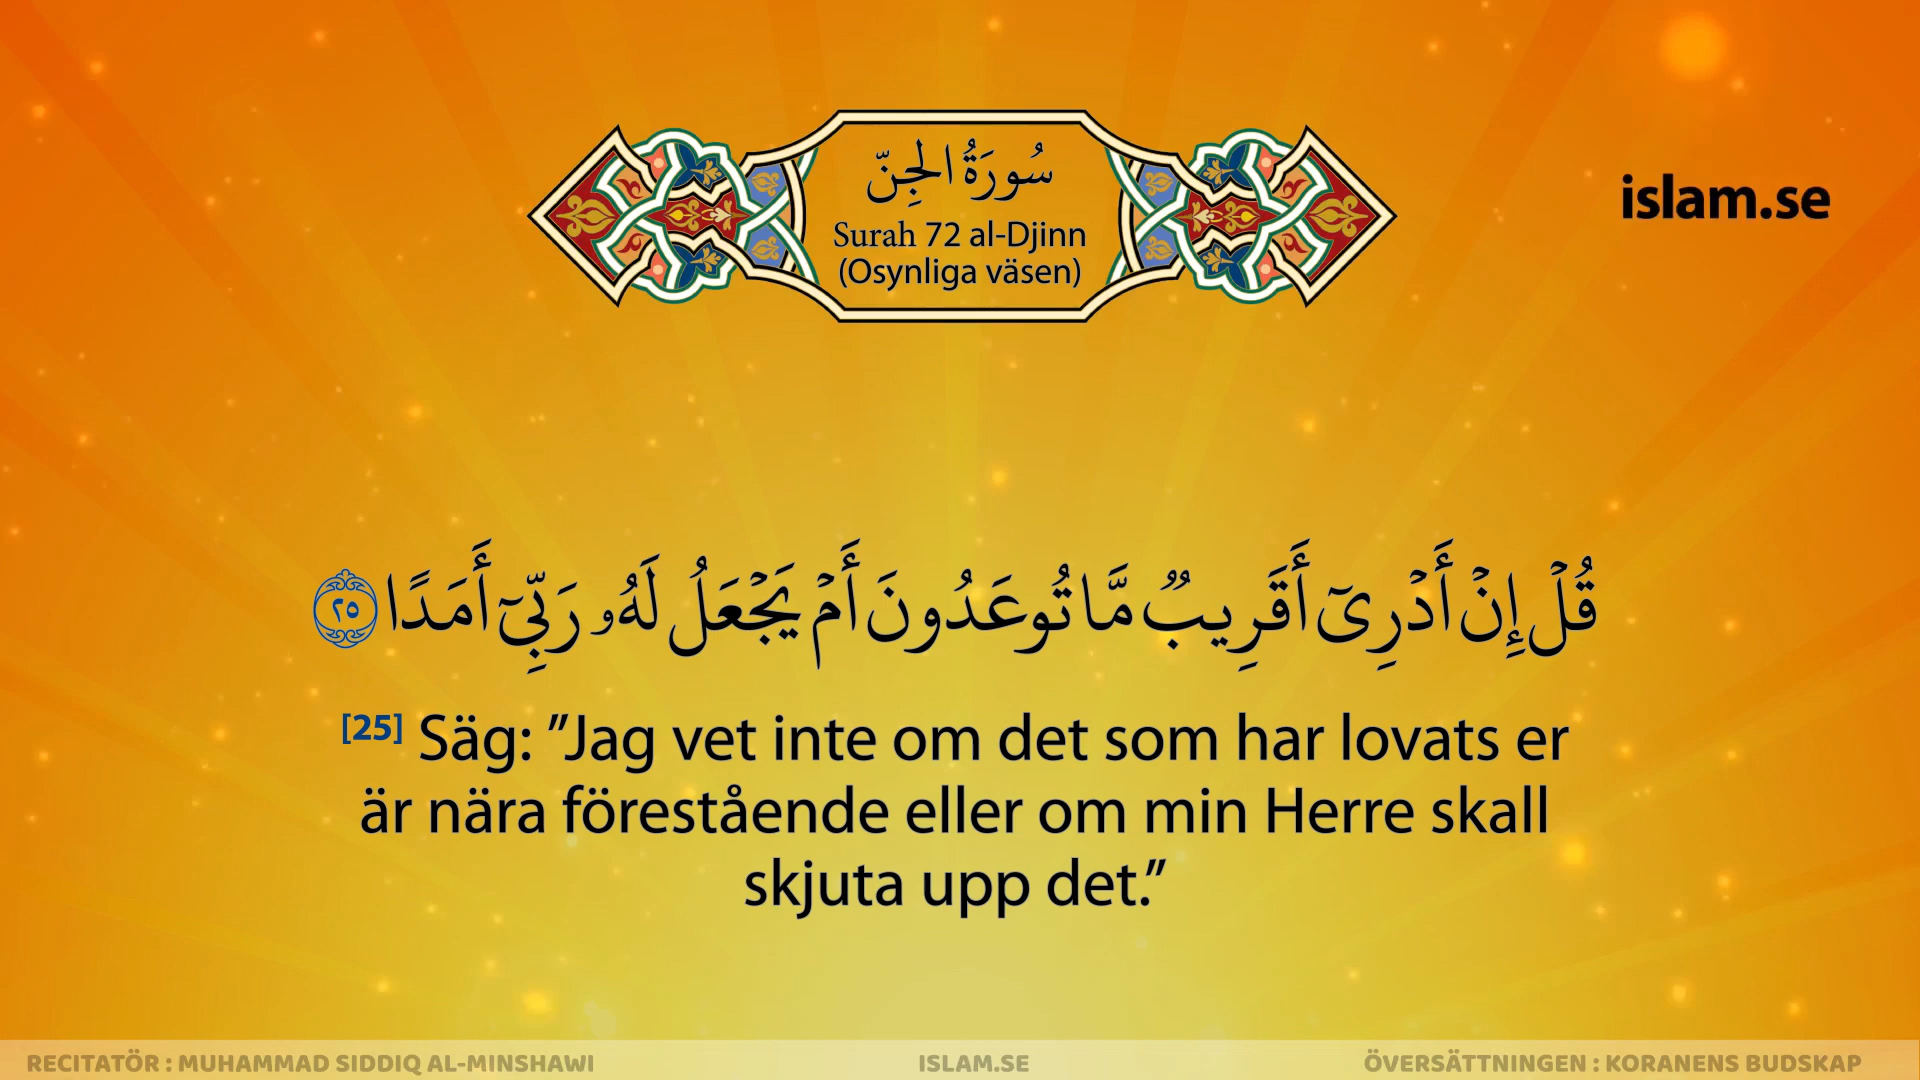 سُورَةُ الجِنّ
Surah 72 al-Djinn
(Osynliga väsen)
islam.se
قُلۡ إِنۡ أَدۡرِىٓ أَقَرِيبٌ مَّا تُوعَدُونَ أَمۡ يَجۡعَلُ لَهُۥ رَبِّىٓ أَمَدًا ٢٥
[25] Säg: ”Jag vet inte om det som har lovats er
är nära förestående eller om min Herre skall
skjuta upp det.”
RECITATÖR : MUHAMMAD SIDDIQ AL-MINSHAWI
ISLAM.SE
ÖVERSÄTTNINGEN : KORANENS BUDSKAP